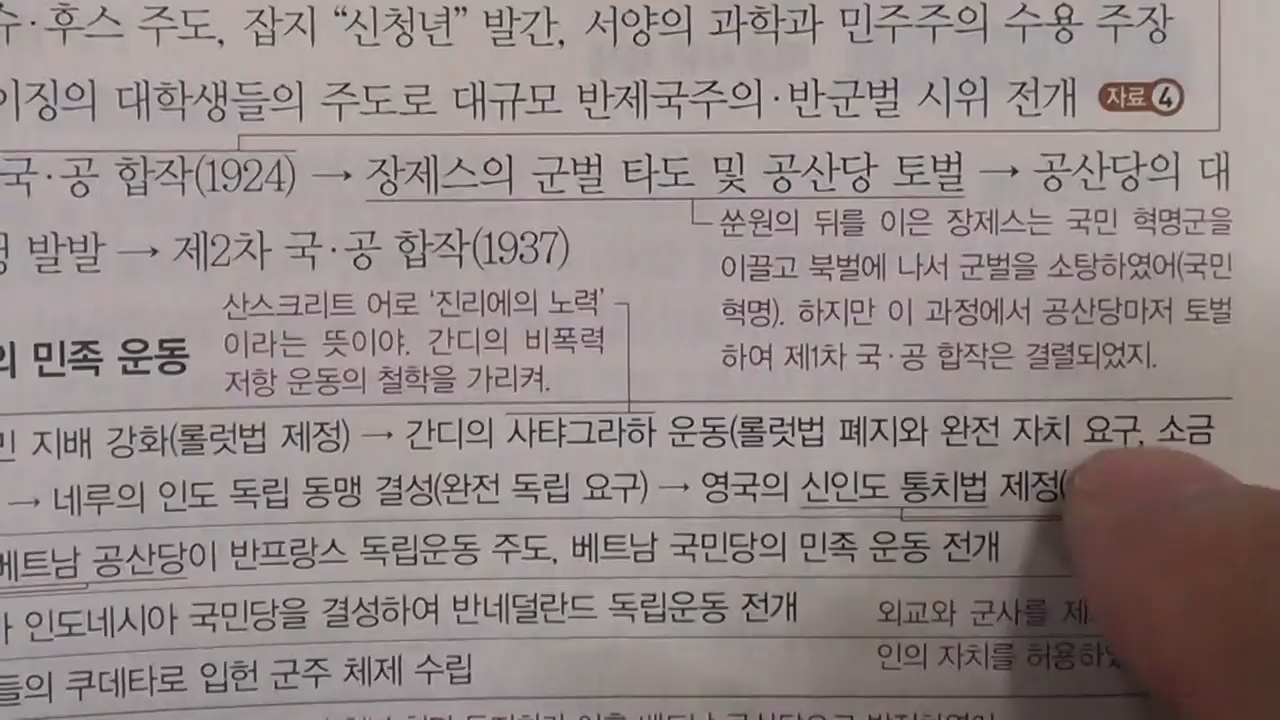 후스 주도, 잡지 “신청년” 발간, 서양의 과학과 민주주의 수용 주장
이징의 대학생들의 주도로 대규모 반제국주의·반군벌 시위 전개 자료 4
국·공 합작(1924) → 장제스의 군벌 타도 및 공산당 토벌 → 공산당의 대
쑨원의 뒤를 이은 장제스는 국민 혁명군을
발발 → 제2차 국·공 합작(1937)
이끌고 북벌에 나서 군벌을 소탕하였어(국민
혁명). 하지만 이 과정에서 공산당마저 토벌
하여 제1차 국·공 합작은 결렬되었지.
산스크리트 어로 ‘진리에의 노력’
이라는 뜻이야. 간디의 비폭력
저항 운동의 철학을 가리켜.
의 민족 운동
민 지배 강화(롤럿법 제정) → 간디의 사탸그라하 운동(롤럿법 폐지와 완전 자치 요구, 소금
→ 네루의 인도 독립 동맹 결성(완전 독립 요구) → 영국의 신인도 통치법 제정(
베트남 공산당이 반프랑스 독립운동 주도, 베트남 국민당의 민족 운동 전개
인도네시아 국민당을 결성하여 반네덜란드 독립운동 전개
외교와 군사를 제
인의 자치를 허용하였
들의 쿠데타로 입헌 군주 체제 수립